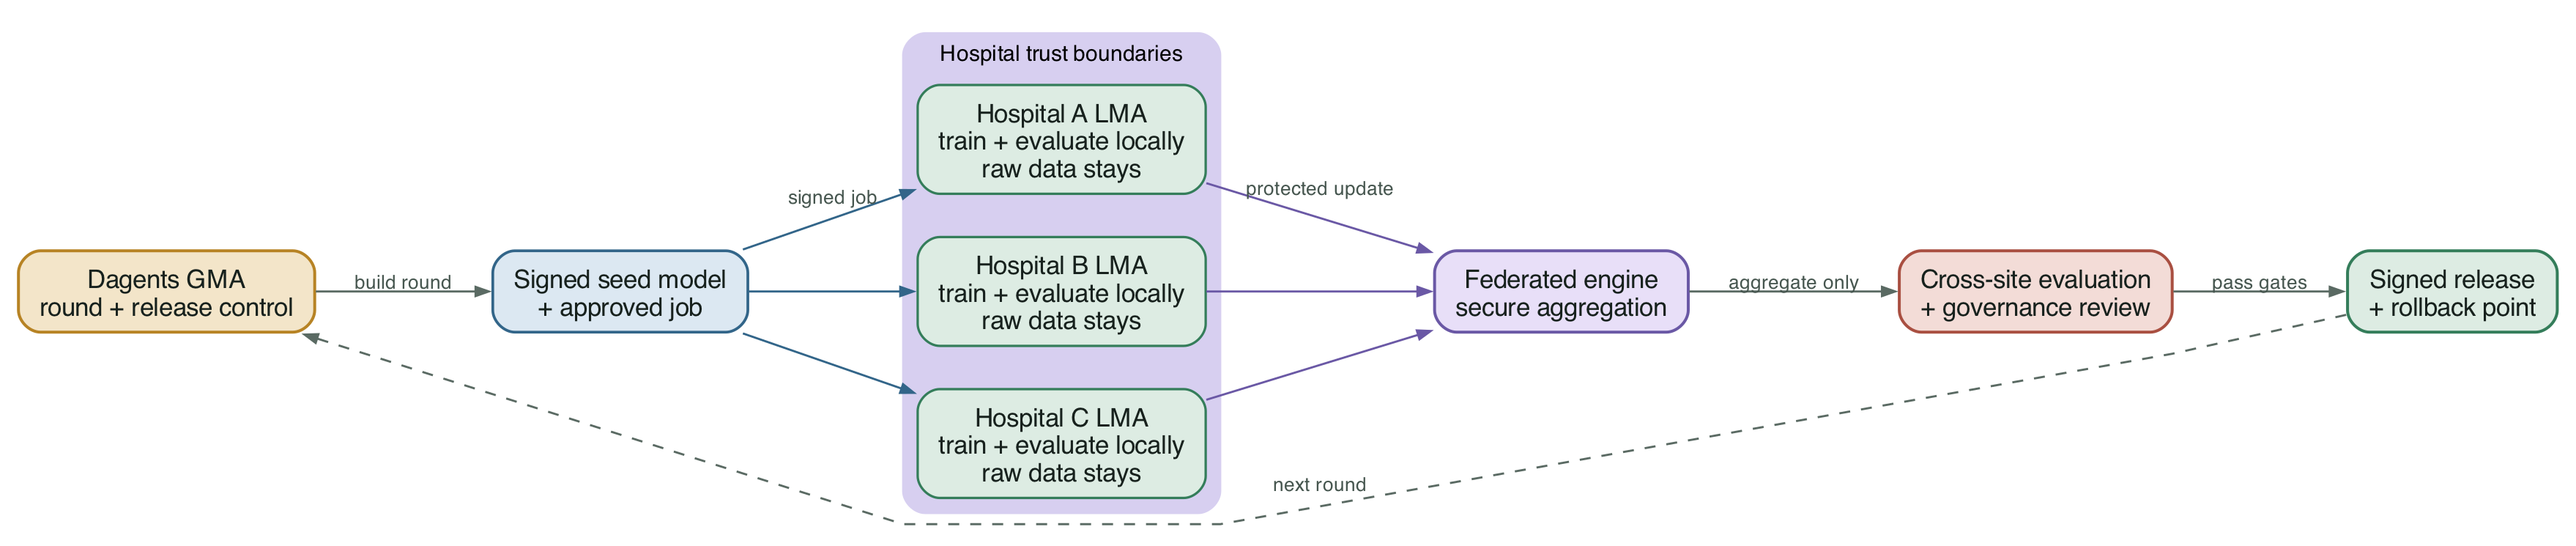 Hospital trust boundaries
Dagents GMA
round + release control
build round
Signed seed model
+ approved job
signed job
Hospital A LMA
train + evaluate locally
raw data stays
Hospital B LMA
train + evaluate locally
raw data stays
Hospital C LMA
train + evaluate locally
raw data stays
protected update
Federated engine
secure aggregation
aggregate only
Cross-site evaluation
+ governance review
pass gates
Signed release
+ rollback point
next round